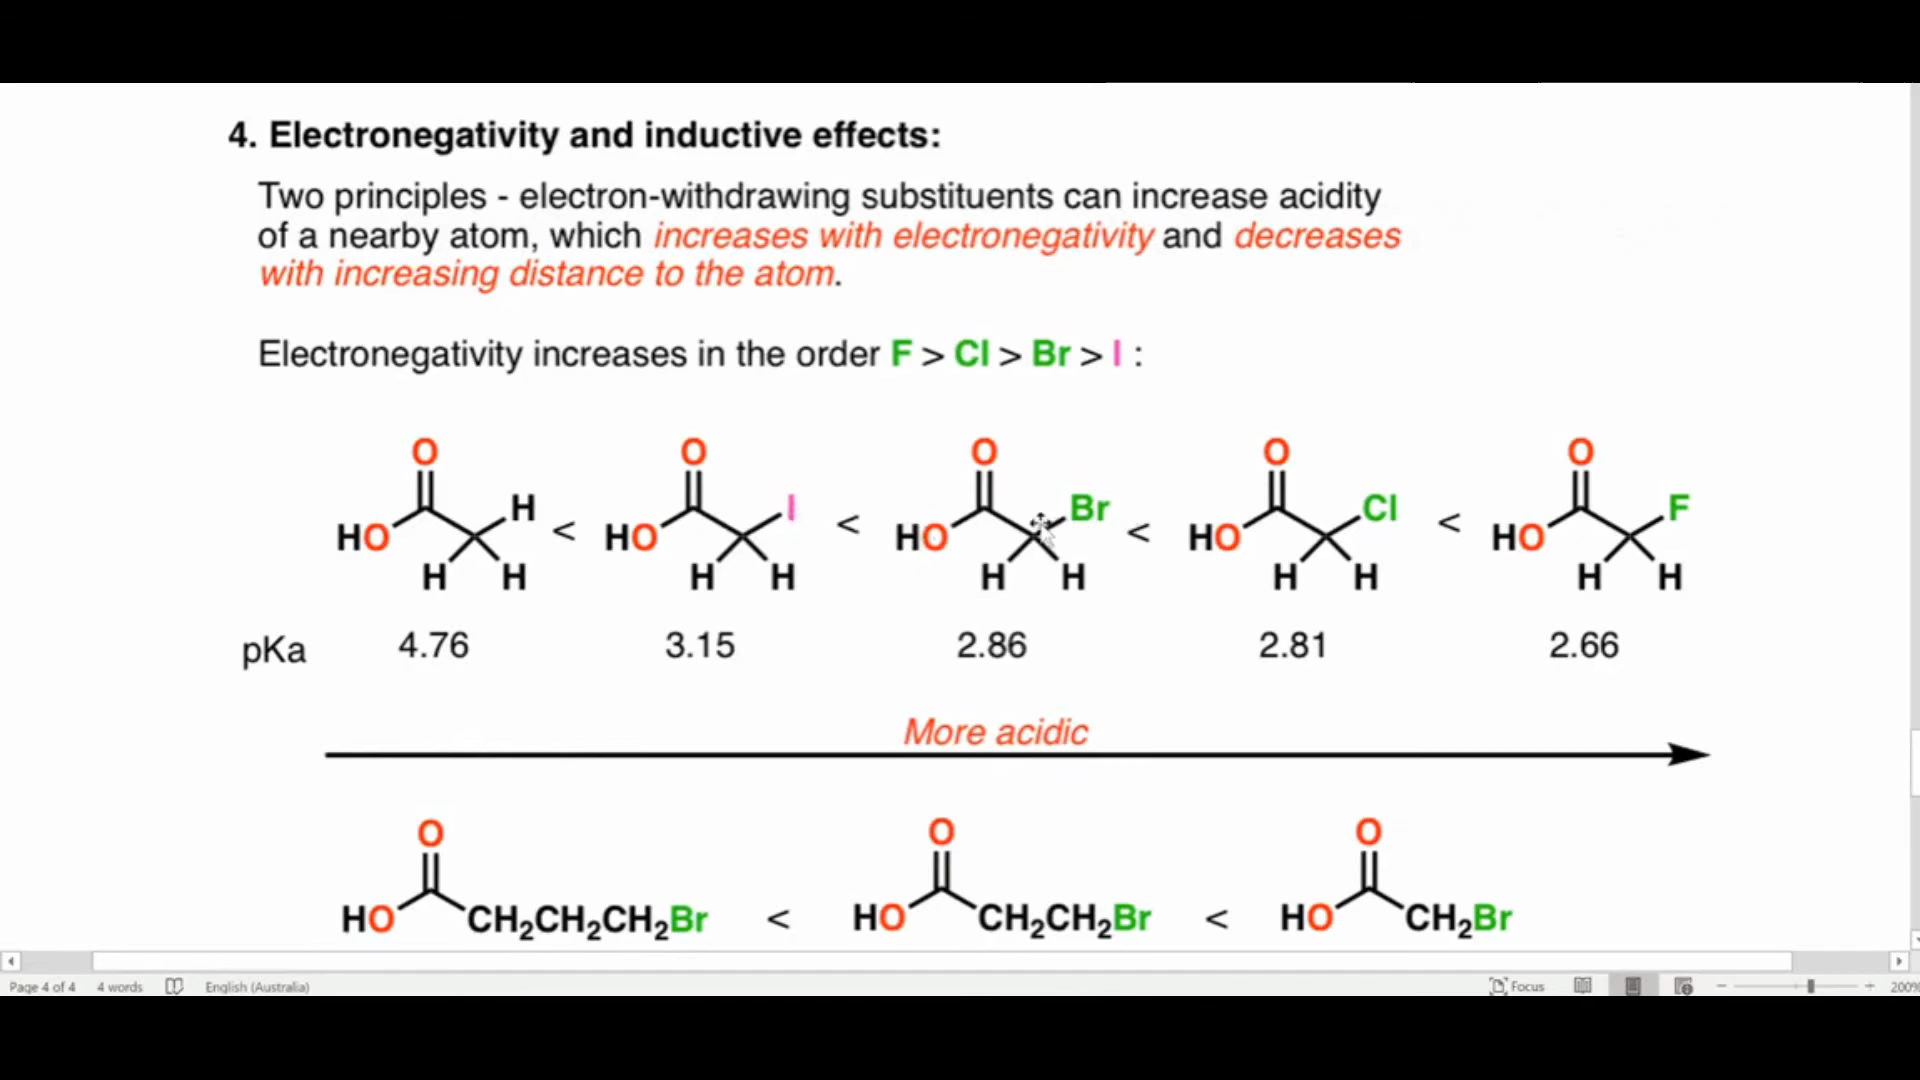 4. Electronegativity and inductive effects:
Two principles - electron-withdrawing substituents can increase acidity
of a nearby atom, which increases with electronegativity and decreases
with increasing distance to the atom.
Electronegativity increases in the order F > Cl > Br > I :
O O O O O
HO H < HO I < HO Br < HO Cl < HO F
H H H H H H H H H H
pKa 4.76 3.15 2.86 2.81 2.66
More acidic
O O O
HO CH₂CH₂CH₂Br < HO CH₂CH₂Br < HO CH₂Br
Page 4 of 4 4 words English (Australia) Focus 200%